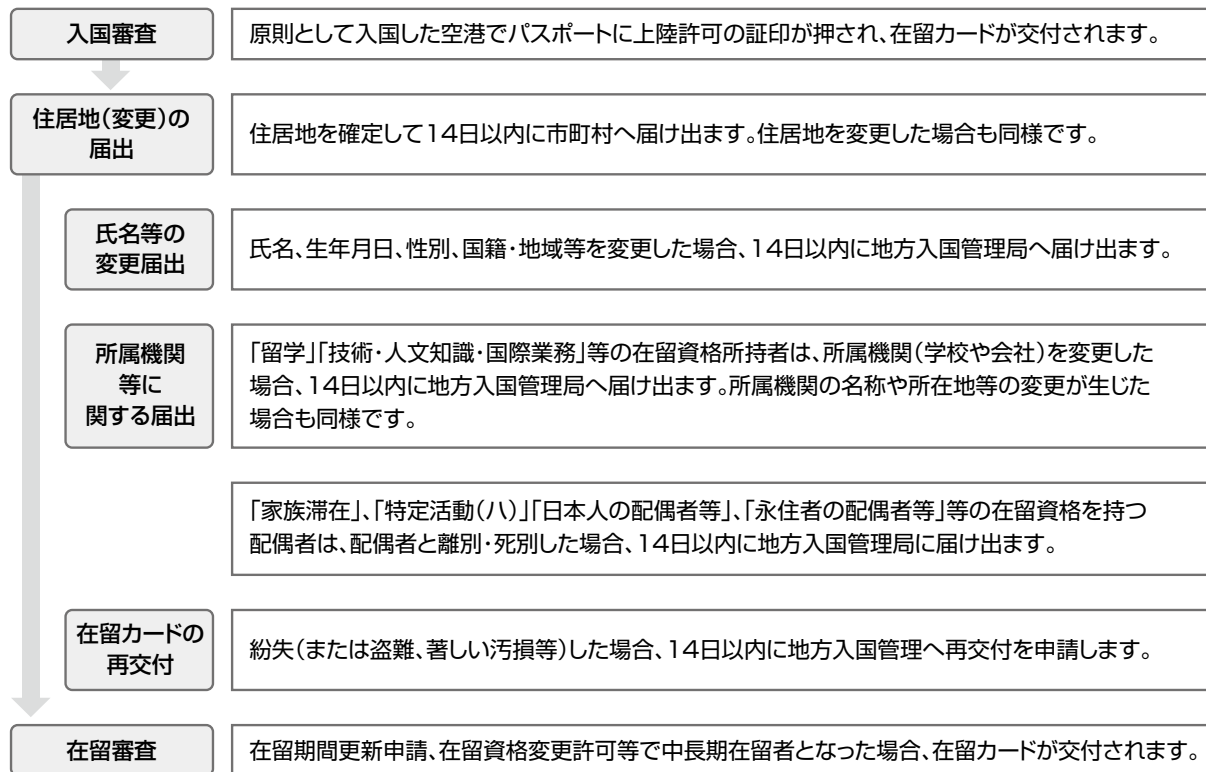 入国審査
原則として入国した空港でパスポートに上陸許可の証印が押され、在留カードが交付されます。
住居地(変更)の
届出
住居地を確定して14日以内に市町村へ届け出ます。住居地を変更した場合も同様です。
氏名等の
変更届出
氏名、生年月日、性別、国籍・地域等を変更した場合、14日以内に地方入国管理局へ届け出ます。
所属機関
等に
関する届出
「留学」「技術・人文知識・国際業務」等の在留資格所持者は、所属機関(学校や会社)を変更した
場合、14日以内に地方入国管理局へ届け出ます。所属機関の名称や所在地等の変更が生じた
場合も同様です。
「家族滞在」、「特定活動(ハ)」「日本人の配偶者等」、「永住者の配偶者等」等の在留資格を持つ
配偶者は、配偶者と離別・死別した場合、14日以内に地方入国管理局に届け出ます。
在留カードの
再交付
紛失(または盗難、著しい汚損等)した場合、14日以内に地方入国管理へ再交付を申請します。
在留審査
在留期間更新申請、在留資格変更許可等で中長期在留者となった場合、在留カードが交付されます。